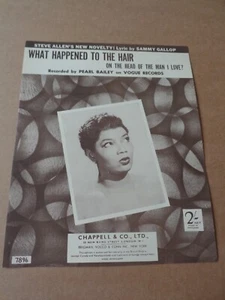 STEVE ALLEN'S NEW NOVELTY! Lyric by SAMMY GALLOP
WHAT HAPPENED TO THE HAIR
ON THE HEAD OF THE MAN I LOVE?
Recorded by PEARL BAILEY on VOGUE RECORDS
2/-
CHAPPELL & CO., LTD.,
7896